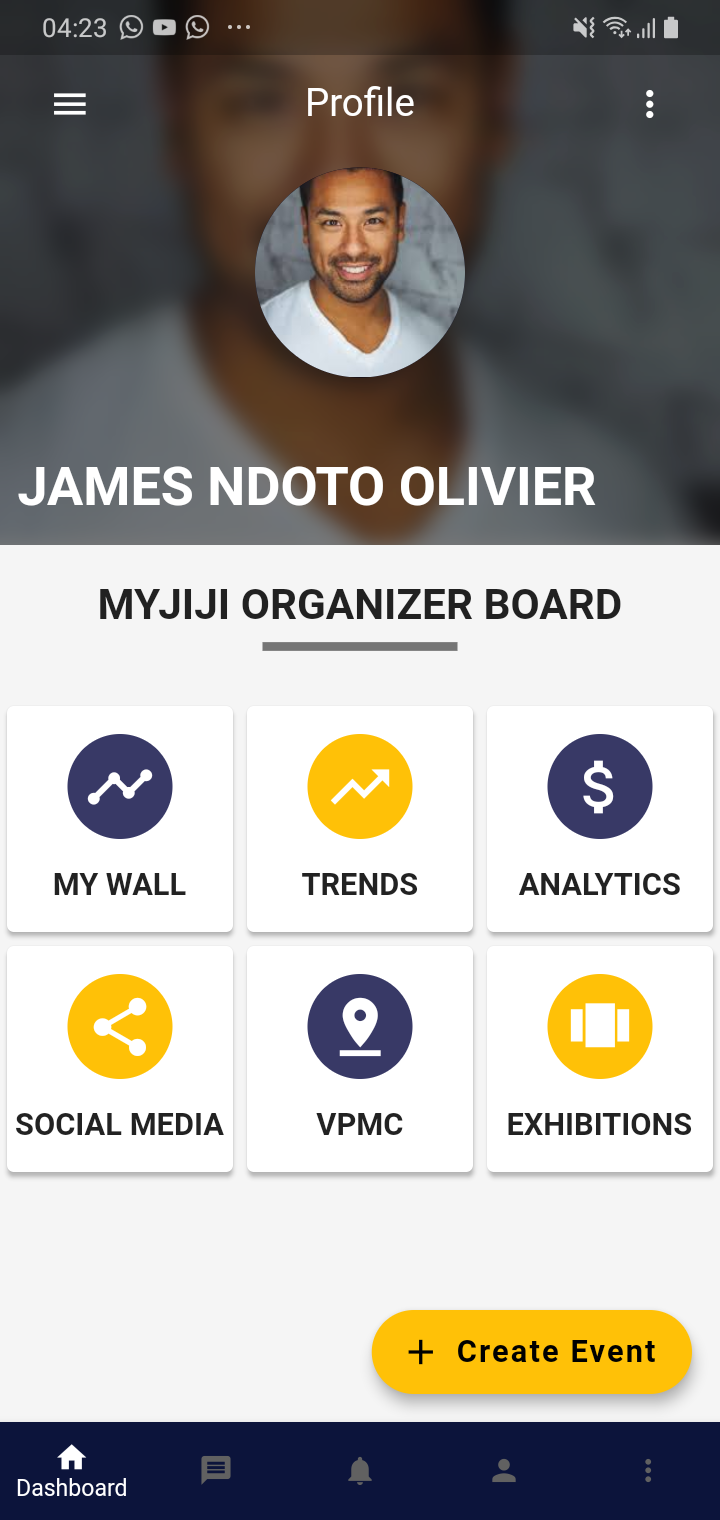 04:23
Profile
JAMES NDOTO OLIVIER
MYJIJI ORGANIZER BOARD
MY WALL
TRENDS
ANALYTICS
SOCIAL MEDIA
VPMC
EXHIBITIONS
+ Create Event
Dashboard